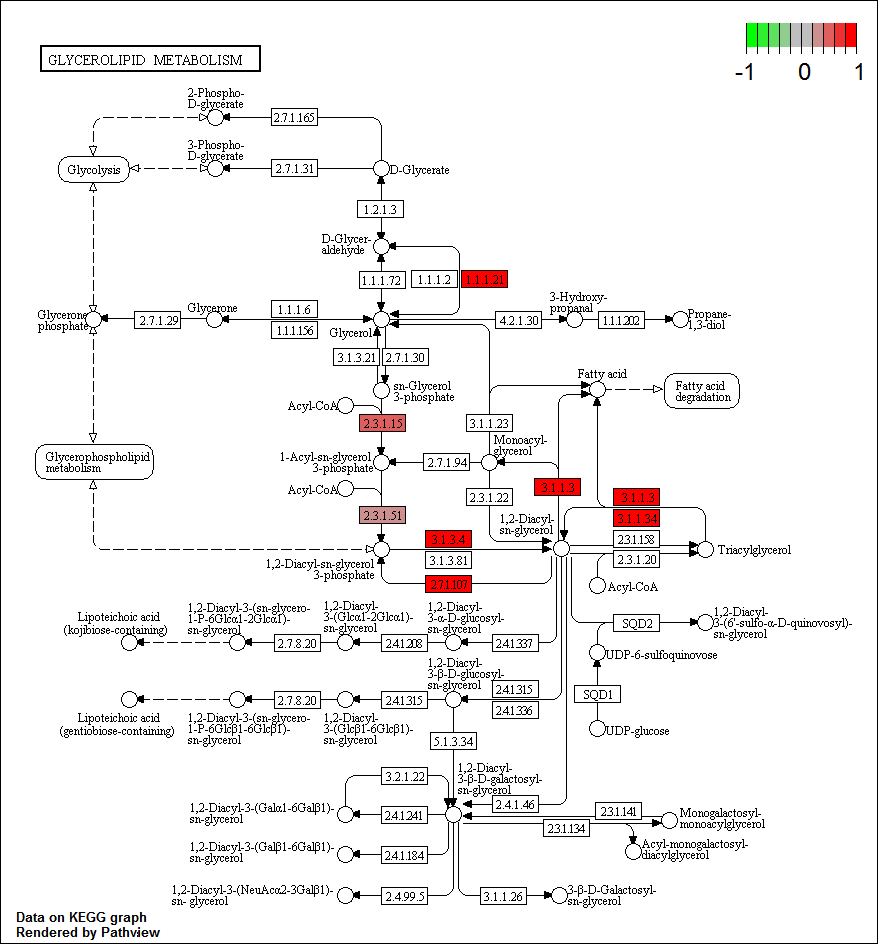 GLYCEROLIPID METABOLISM
-1 0 1
2-Phospho-
D-glycerate
2.7.1.165
3-Phospho-
D-glycerate
Glycolysis
2.7.1.31
D-Glycerate
1.2.1.3
D-Glycer-
aldehyde
1.1.1.72
1.1.1.2
1.1.1.21
Glycerone
phosphate
2.7.1.29
Glycerone
1.1.1.6
1.1.1.156
Glycerol
4.2.1.30
3-Hydroxy-
propanal
1.1.1.202
Propane-
1,3-diol
3.1.3.21
2.7.1.30
Acyl-CoA
sn-Glycerol
3-phosphate
Fatty acid
Fatty acid
degradation
2.3.1.15
3.1.1.23
Glycerophospholipid
metabolism
1-Acyl-sn-glycerol
3-phosphate
2.7.1.94
Monoacyl-
glycerol
Acyl-CoA
2.3.1.22
3.1.1.3
3.1.1.3
3.1.1.34
2.3.1.51
1,2-Diacyl-
sn-glycerol
3.1.3.4
3.1.3.81
2.3.1.158
2.3.1.20
Triacylglycerol
1,2-Diacyl-sn-glycerol
3-phosphate
2.7.1.107
Acyl-CoA
Lipoteichoic acid
(kojibiose-containing)
1,2-Diacyl-3-(sn-glycero-
1-P-6Glcα1-2Glcα1)-
sn-glycerol
2.7.8.20
1,2-Diacyl-
3-(Glcα1-2Glcα1)-
sn-glycerol
2.4.1.208
1,2-Diacyl-
3-α-D-glucosyl-
sn-glycerol
2.4.1.337
SQD2
1,2-Diacyl-
3-(6'-sulfo-α-D-quinovosyl)-
sn-glycerol
UDP-6-sulfoquinovose
1,2-Diacyl-
3-β-D-glucosyl-
sn-glycerol
2.4.1.315
2.4.1.336
SQD1
2.7.8.20
2.4.1.315
Lipoteichoic acid
(gentiobiose-containing)
1,2-Diacyl-3-(sn-glycero-
1-P-6Glcβ1-6Glcβ1)-
sn-glycerol
1,2-Diacyl-
3-(Glcβ1-6Glcβ1)-
sn-glycerol
UDP-glucose
5.1.3.34
3.2.1.22
1,2-Diacyl-
3-β-D-galactosyl-
sn-glycerol
2.4.1.46
1,2-Diacyl-3-(Galα1-6Galβ1)-
sn-glycerol
2.4.1.241
2.3.1.141
2.3.1.134
Monogalactosyl-
monoacylglycerol
1,2-Diacyl-3-(Galβ1-6Galβ1)-
sn-glycerol
2.4.1.184
Acyl-monogalactosyl-
diacylglycerol
1,2-Diacyl-3-(NeuAcα2-3Galβ1)-
sn-glycerol
2.4.99.5
3.1.1.26
3-β-D-Galactosyl-
sn-glycerol
Data on KEGG graph
Rendered by Pathview